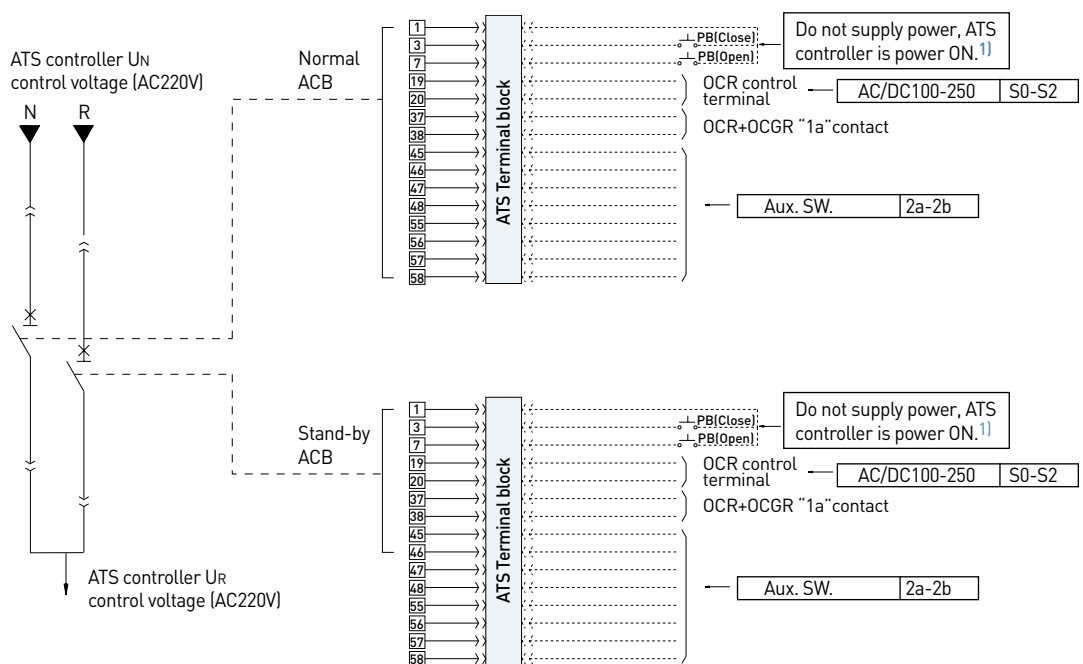 ATS controller UN
control voltage (AC220V)
N R
Normal
ACB
1
3
7
19
20
37
38
45
46
47
48
55
56
57
58
ATS Terminal block
PB(Close)
PB(Open)
Do not supply power, ATS
controller is power ON.1)
OCR control
terminal
AC/DC100-250 S0-S2
OCR+OCGR "1a"contact
Aux. SW. 2a-2b
Stand-by
ACB
1
3
7
19
20
37
38
45
46
47
48
55
56
57
58
ATS Terminal block
PB(Close)
PB(Open)
Do not supply power, ATS
controller is power ON.1)
OCR control
terminal
AC/DC100-250 S0-S2
OCR+OCGR "1a"contact
Aux. SW. 2a-2b
ATS controller UR
control voltage (AC220V)